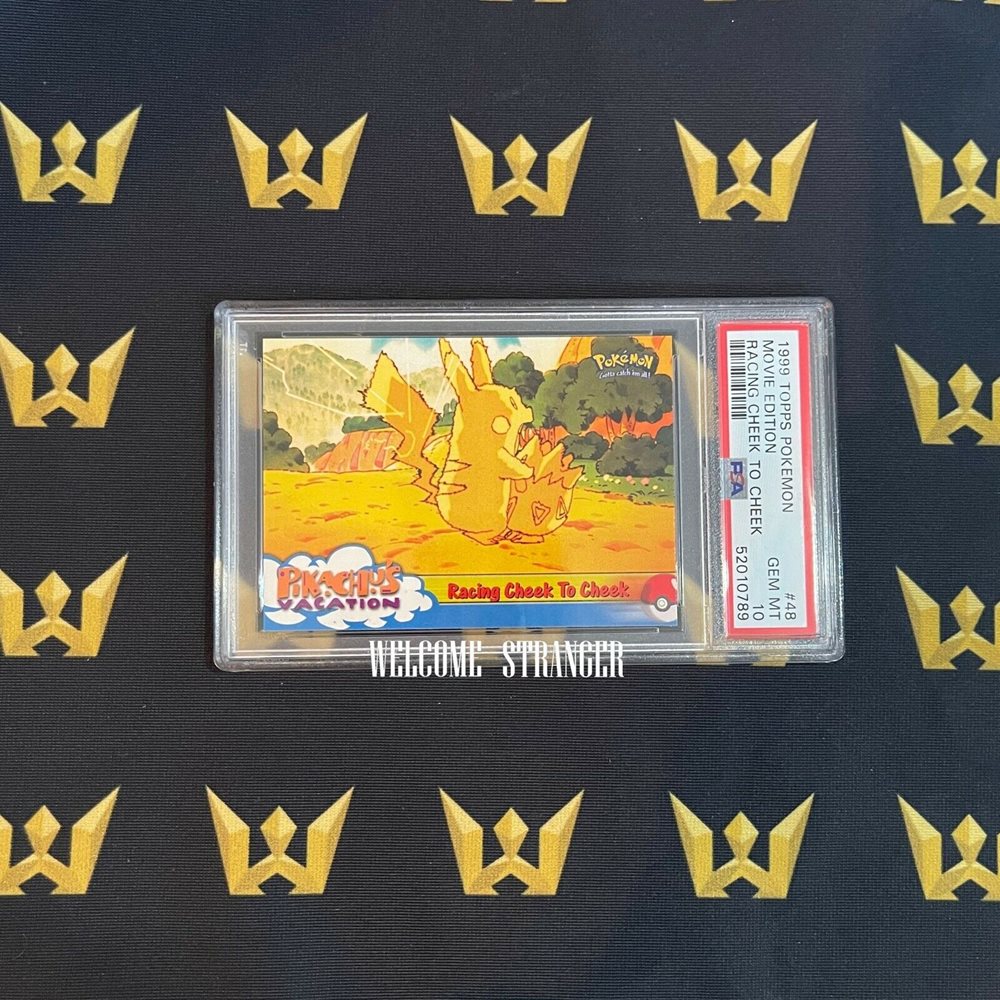 POKéMON
Gotta catch 'em all!
PIKACHU'S
VACATION
Racing Cheek To Cheek
1999 TOPPS POKEMON #48
MOVIE EDITION GEM MT
RACING CHEEK TO CHEEK 10
PSA 52010789
WELCOME STRANGER